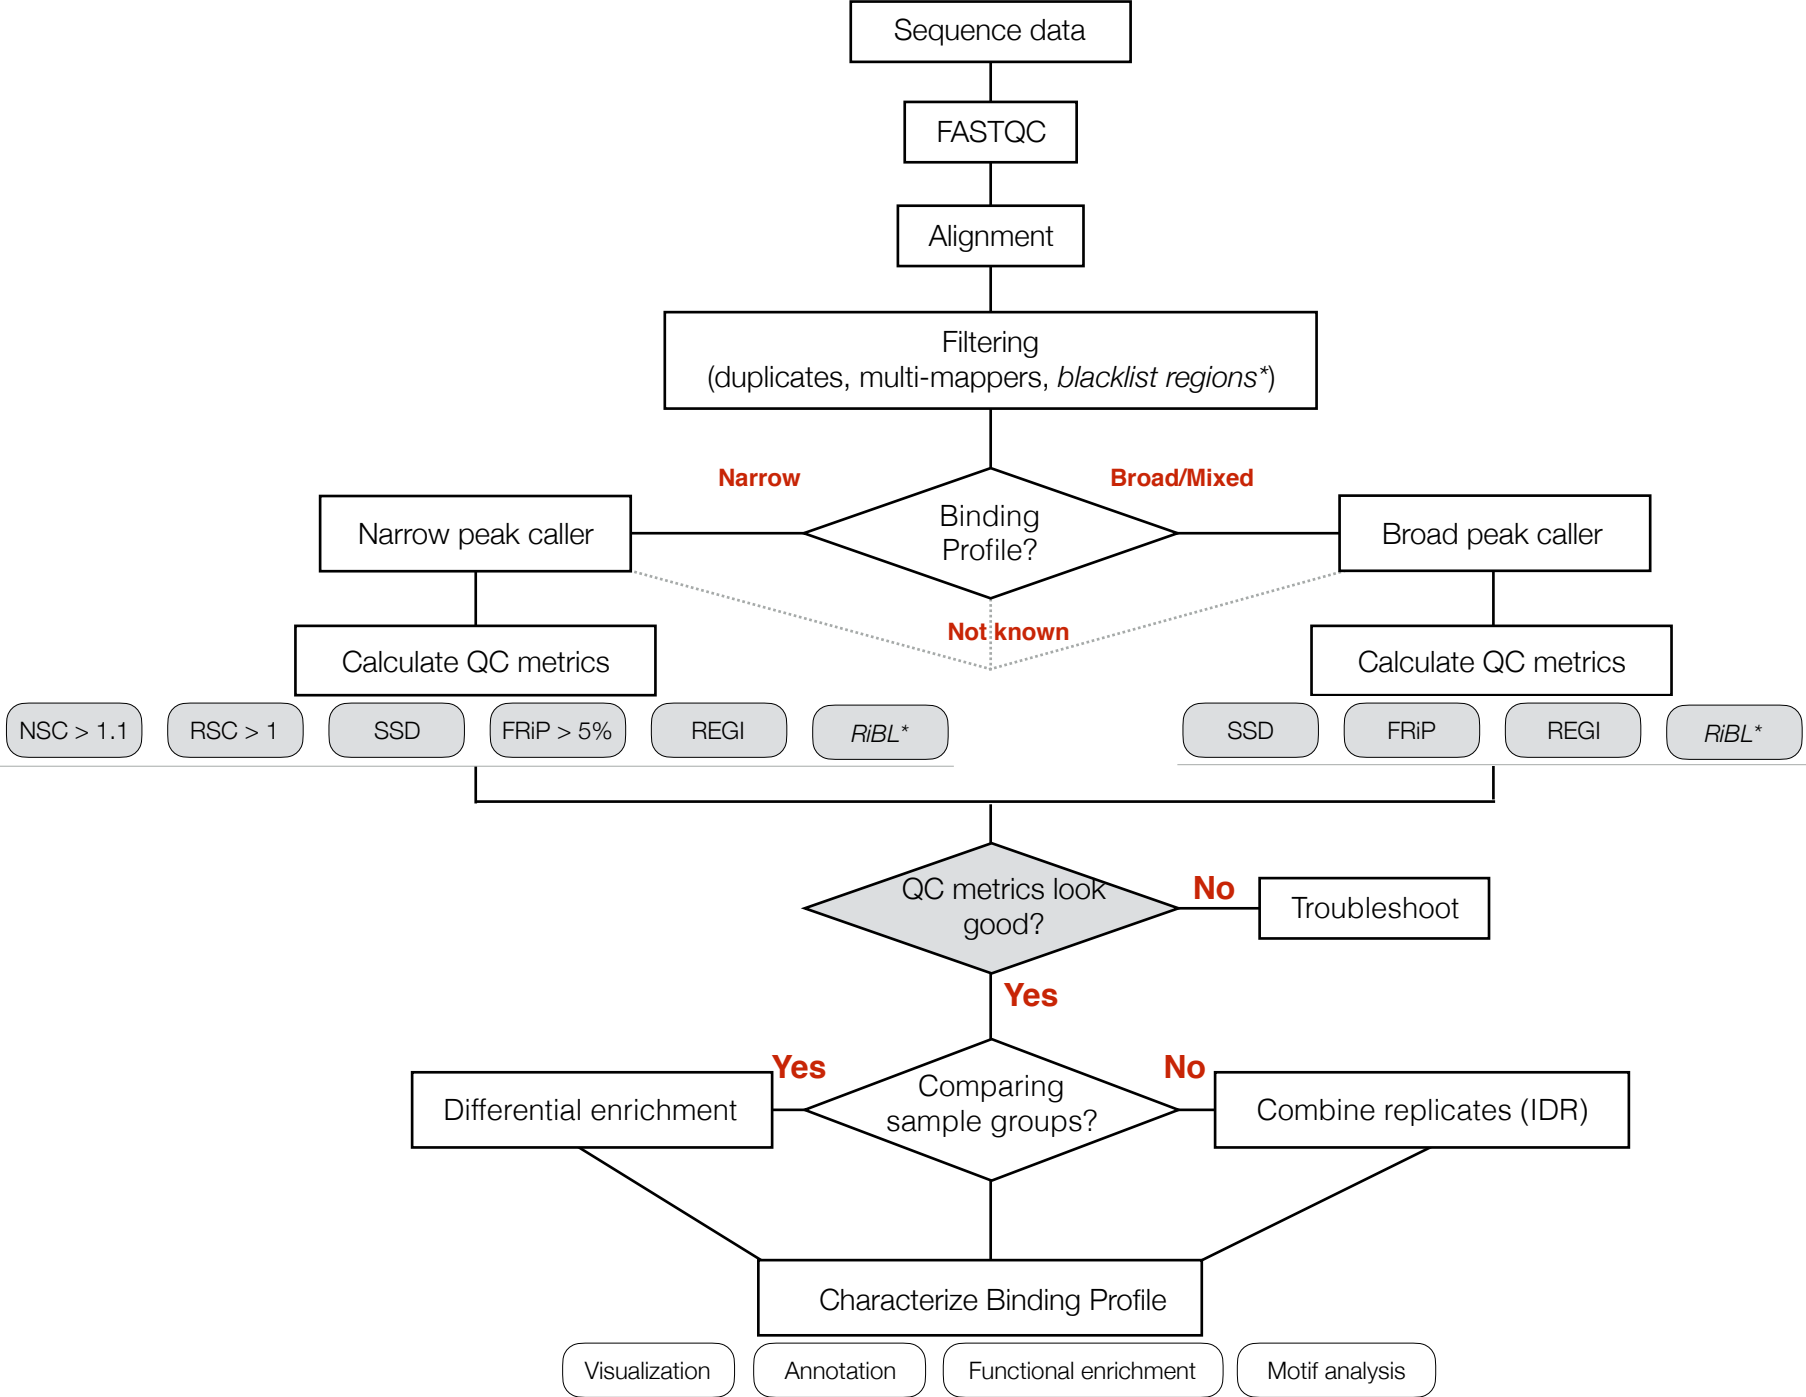 Sequence data
FASTQC
Alignment
Filtering
(duplicates, multi-mappers, blacklist regions*)
Narrow
Broad/Mixed
Narrow peak caller
Binding
Profile?
Broad peak caller
Not known
Calculate QC metrics
Calculate QC metrics
NSC > 1.1
RSC > 1
SSD
FRiP > 5%
REGI
RiBL*
SSD
FRiP
REGI
RiBL*
QC metrics look
good?
No
Troubleshoot
Yes
Yes
No
Differential enrichment
Comparing
sample groups?
Combine replicates (IDR)
Characterize Binding Profile
Visualization
Annotation
Functional enrichment
Motif analysis